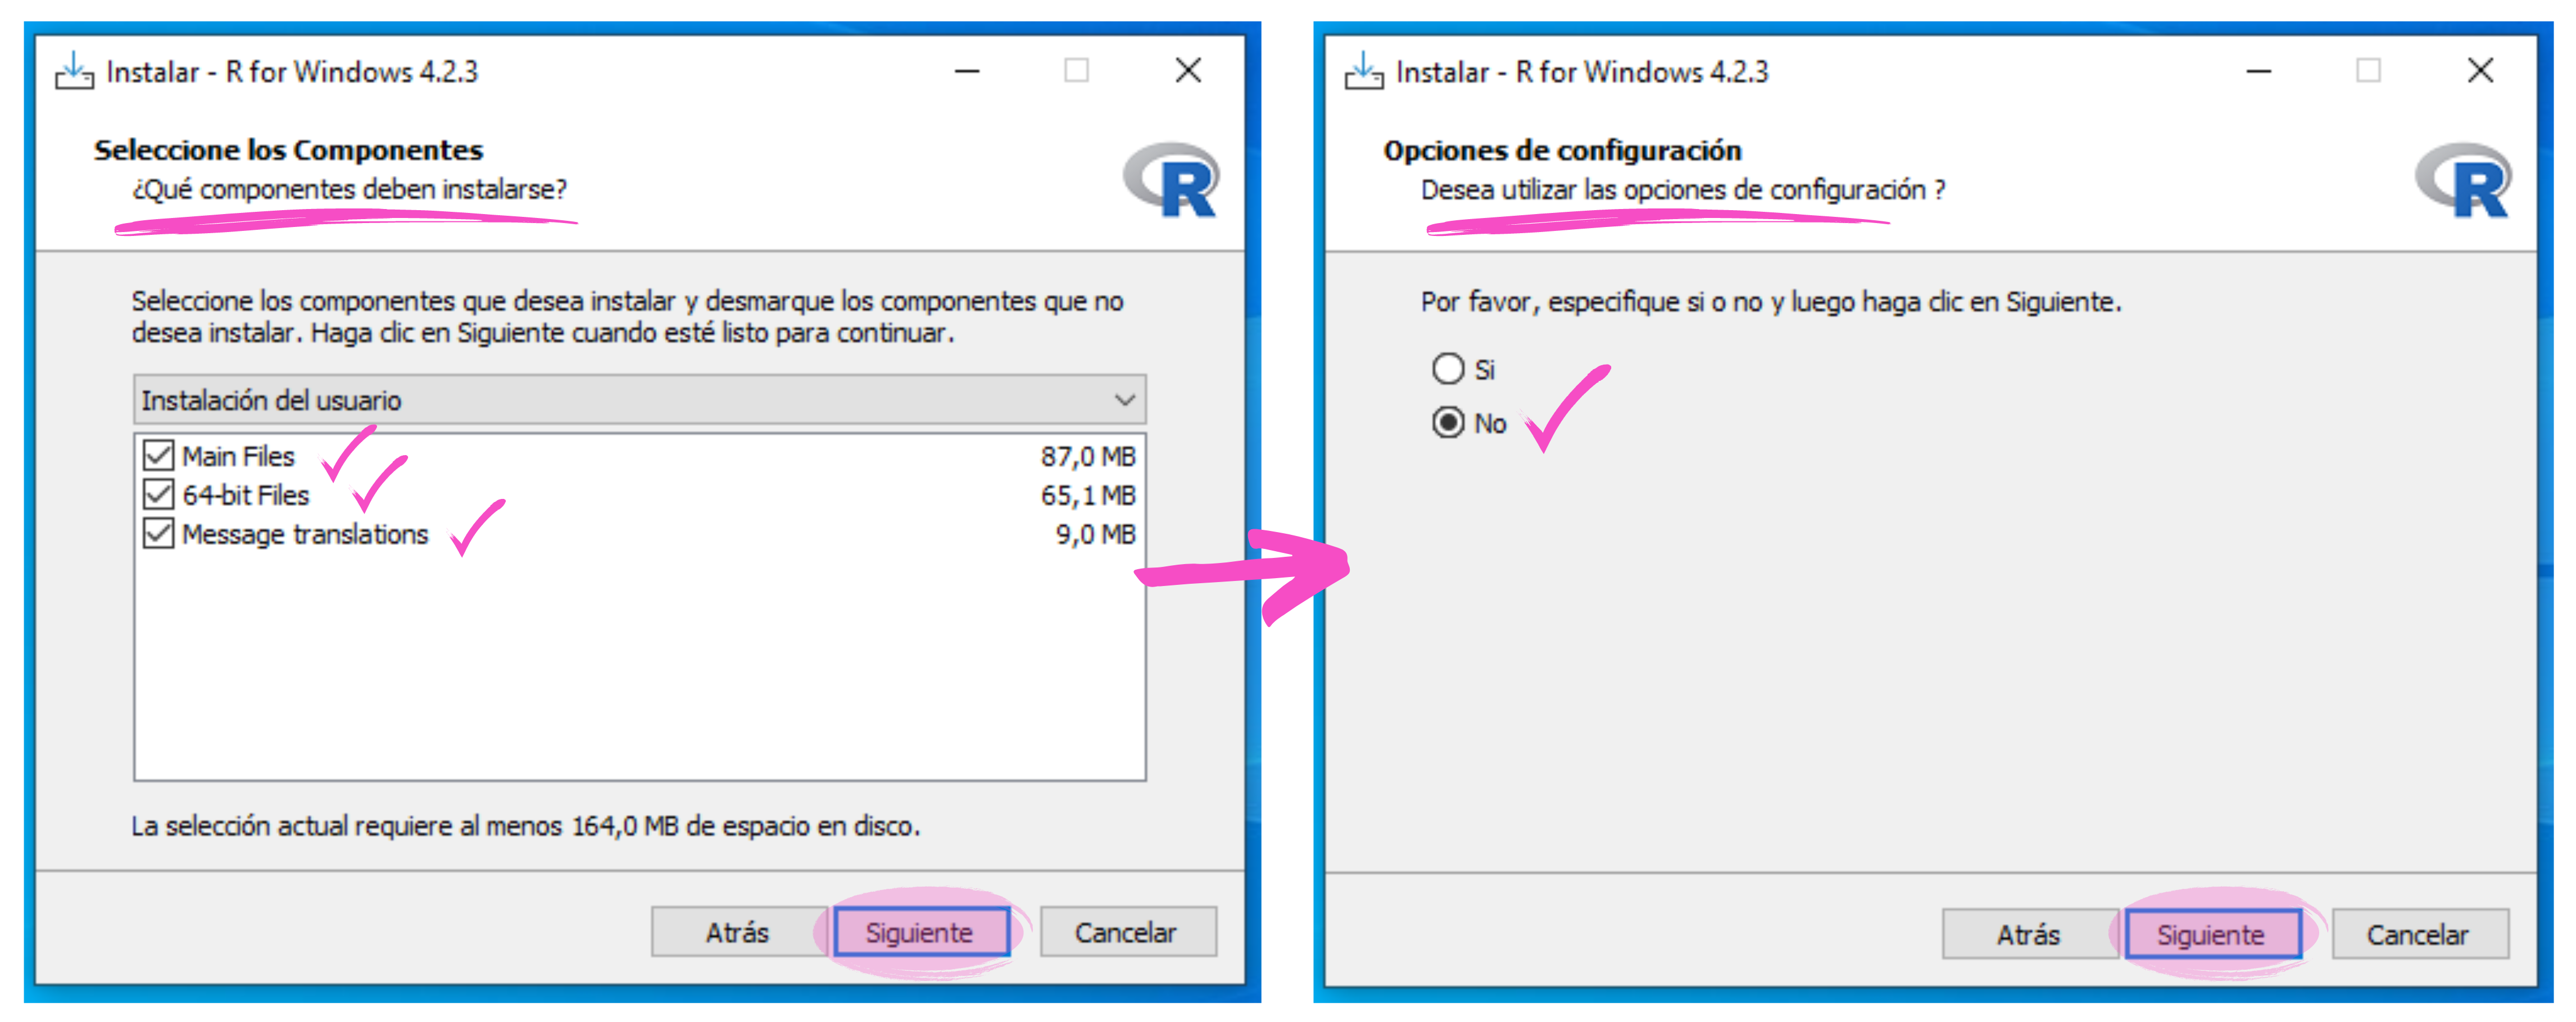 Instalar - R for Windows 4.2.3
Seleccione los Componentes
¿Qué componentes deben instalarse?
R
Seleccione los componentes que desea instalar y desmarque los componentes que no
desea instalar. Haga clic en Siguiente cuando esté listo para continuar.
Instalación del usuario
Main Files 87,0 MB
64-bit Files 65,1 MB
Message translations 9,0 MB
La selección actual requiere al menos 164,0 MB de espacio en disco.
Atrás Siguiente Cancelar
Instalar - R for Windows 4.2.3
Opciones de configuración
Desea utilizar las opciones de configuración ?
R
Por favor, especifique si o no y luego haga clic en Siguiente.
Si
No
Atrás Siguiente Cancelar